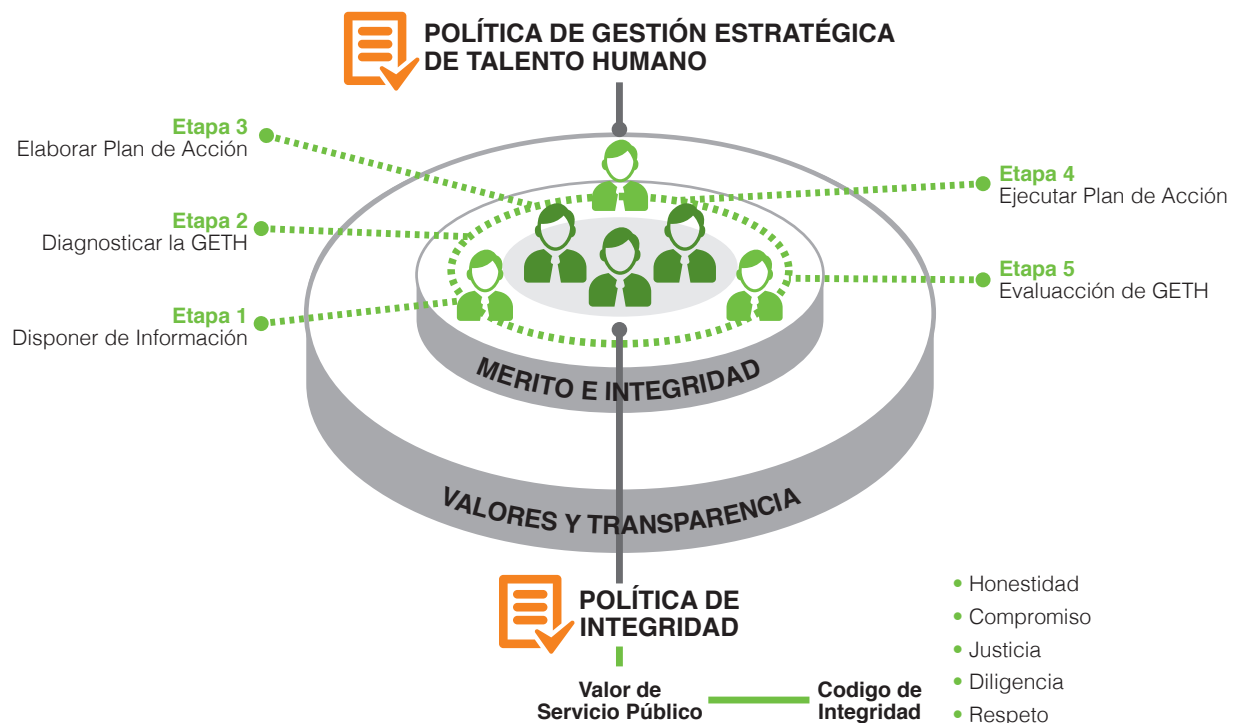 POLÍTICA DE GESTIÓN ESTRATÉGICA
DE TALENTO HUMANO
Etapa 3
Elaborar Plan de Acción
Etapa 2
Diagnosticar la GETH
Etapa 1
Disponer de Información
Etapa 4
Ejecutar Plan de Acción
Etapa 5
Evaluacción de GETH
MERITO E INTEGRIDAD
VALORES Y TRANSPARENCIA
POLÍTICA DE
INTEGRIDAD
Valor de
Servicio Público
Codigo de
Integridad
• Honestidad
• Compromiso
• Justicia
• Diligencia
• Respeto